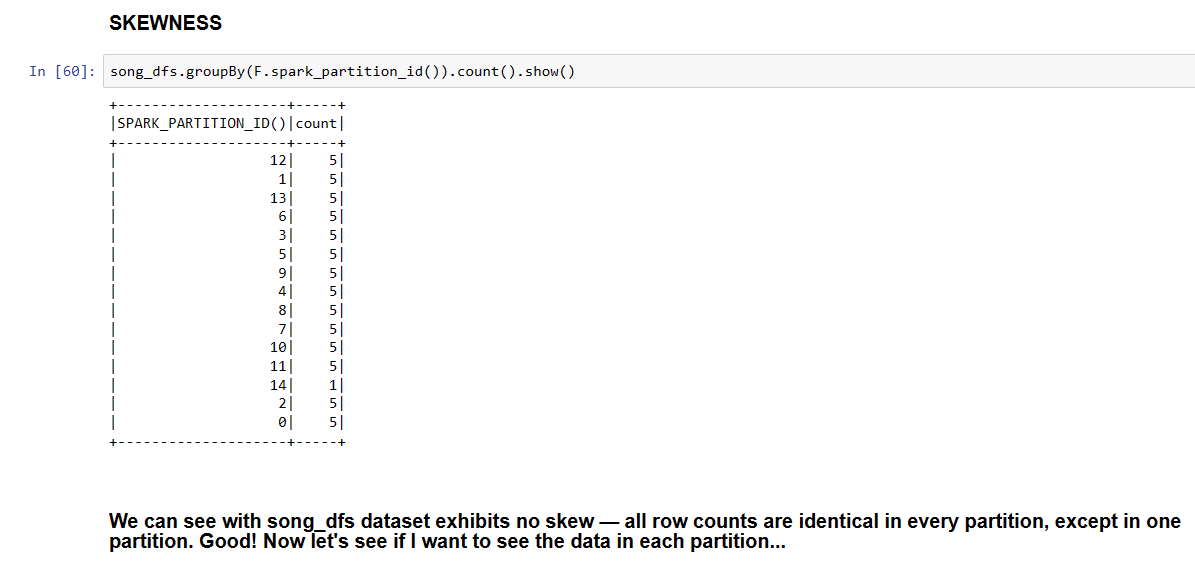 SKEWNESS
In [60]: song_dfs.groupBy(F.spark_partition_id()).count().show()
+--------------------+-----+
|SPARK_PARTITION_ID()|count|
+--------------------+-----+
|                  12|    5|
|                   1|    5|
|                  13|    5|
|                   6|    5|
|                   3|    5|
|                   5|    5|
|                   9|    5|
|                   4|    5|
|                   8|    5|
|                   7|    5|
|                  10|    5|
|                  11|    5|
|                  14|    1|
|                   2|    5|
|                   0|    5|
+--------------------+-----+
We can see with song_dfs dataset exhibits no skew — all row counts are identical in every partition, except in one
partition. Good! Now let's see if I want to see the data in each partition...